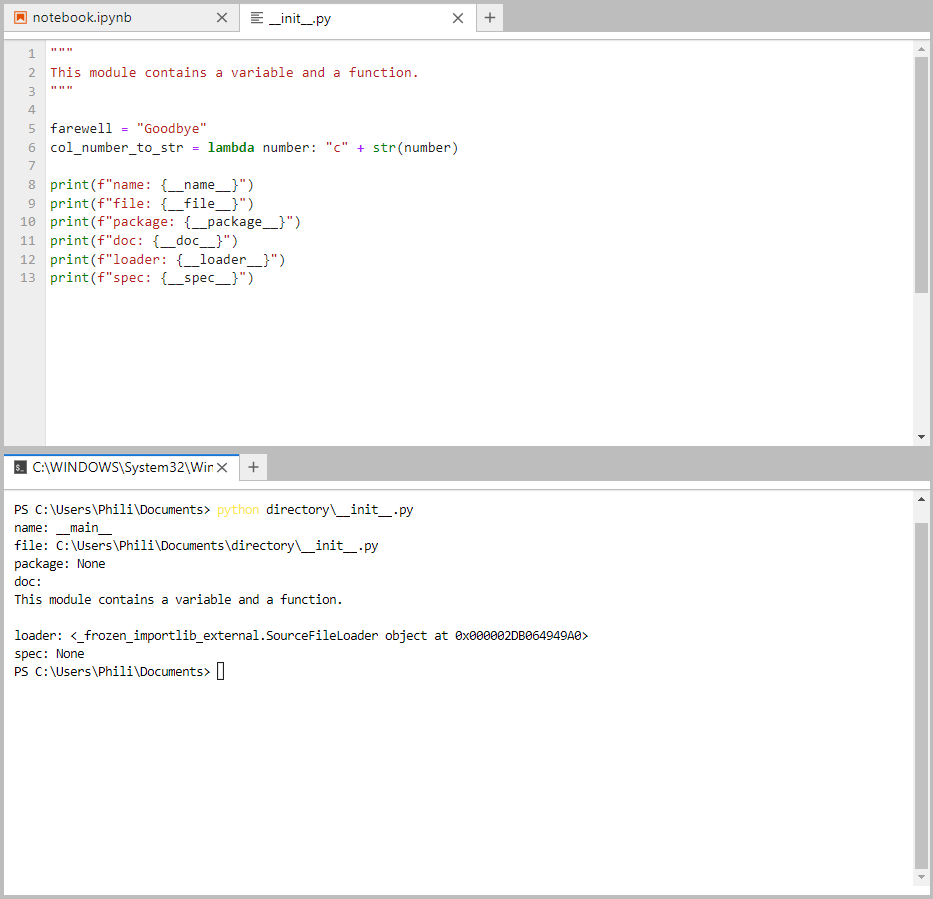 notebook.ipynb
__init__.py
1 """
2 This module contains a variable and a function.
3 """
4
5 farewell = "Goodbye"
6 col_number_to_str = lambda number: "c" + str(number)
7
8 print(f"name: {__name__}")
9 print(f"file: {__file__}")
10 print(f"package: {__package__}")
11 print(f"doc: {__doc__}")
12 print(f"loader: {__loader__}")
13 print(f"spec: {__spec__}")
C:\WINDOWS\System32\Win
PS C:\Users\Phili\Documents> python directory\__init__.py
name: __main__
file: C:\Users\Phili\Documents\directory\__init__.py
package: None
doc:
This module contains a variable and a function.
loader: <_frozen_importlib_external.SourceFileLoader object at 0x000002DB064949A0>
spec: None
PS C:\Users\Phili\Documents>